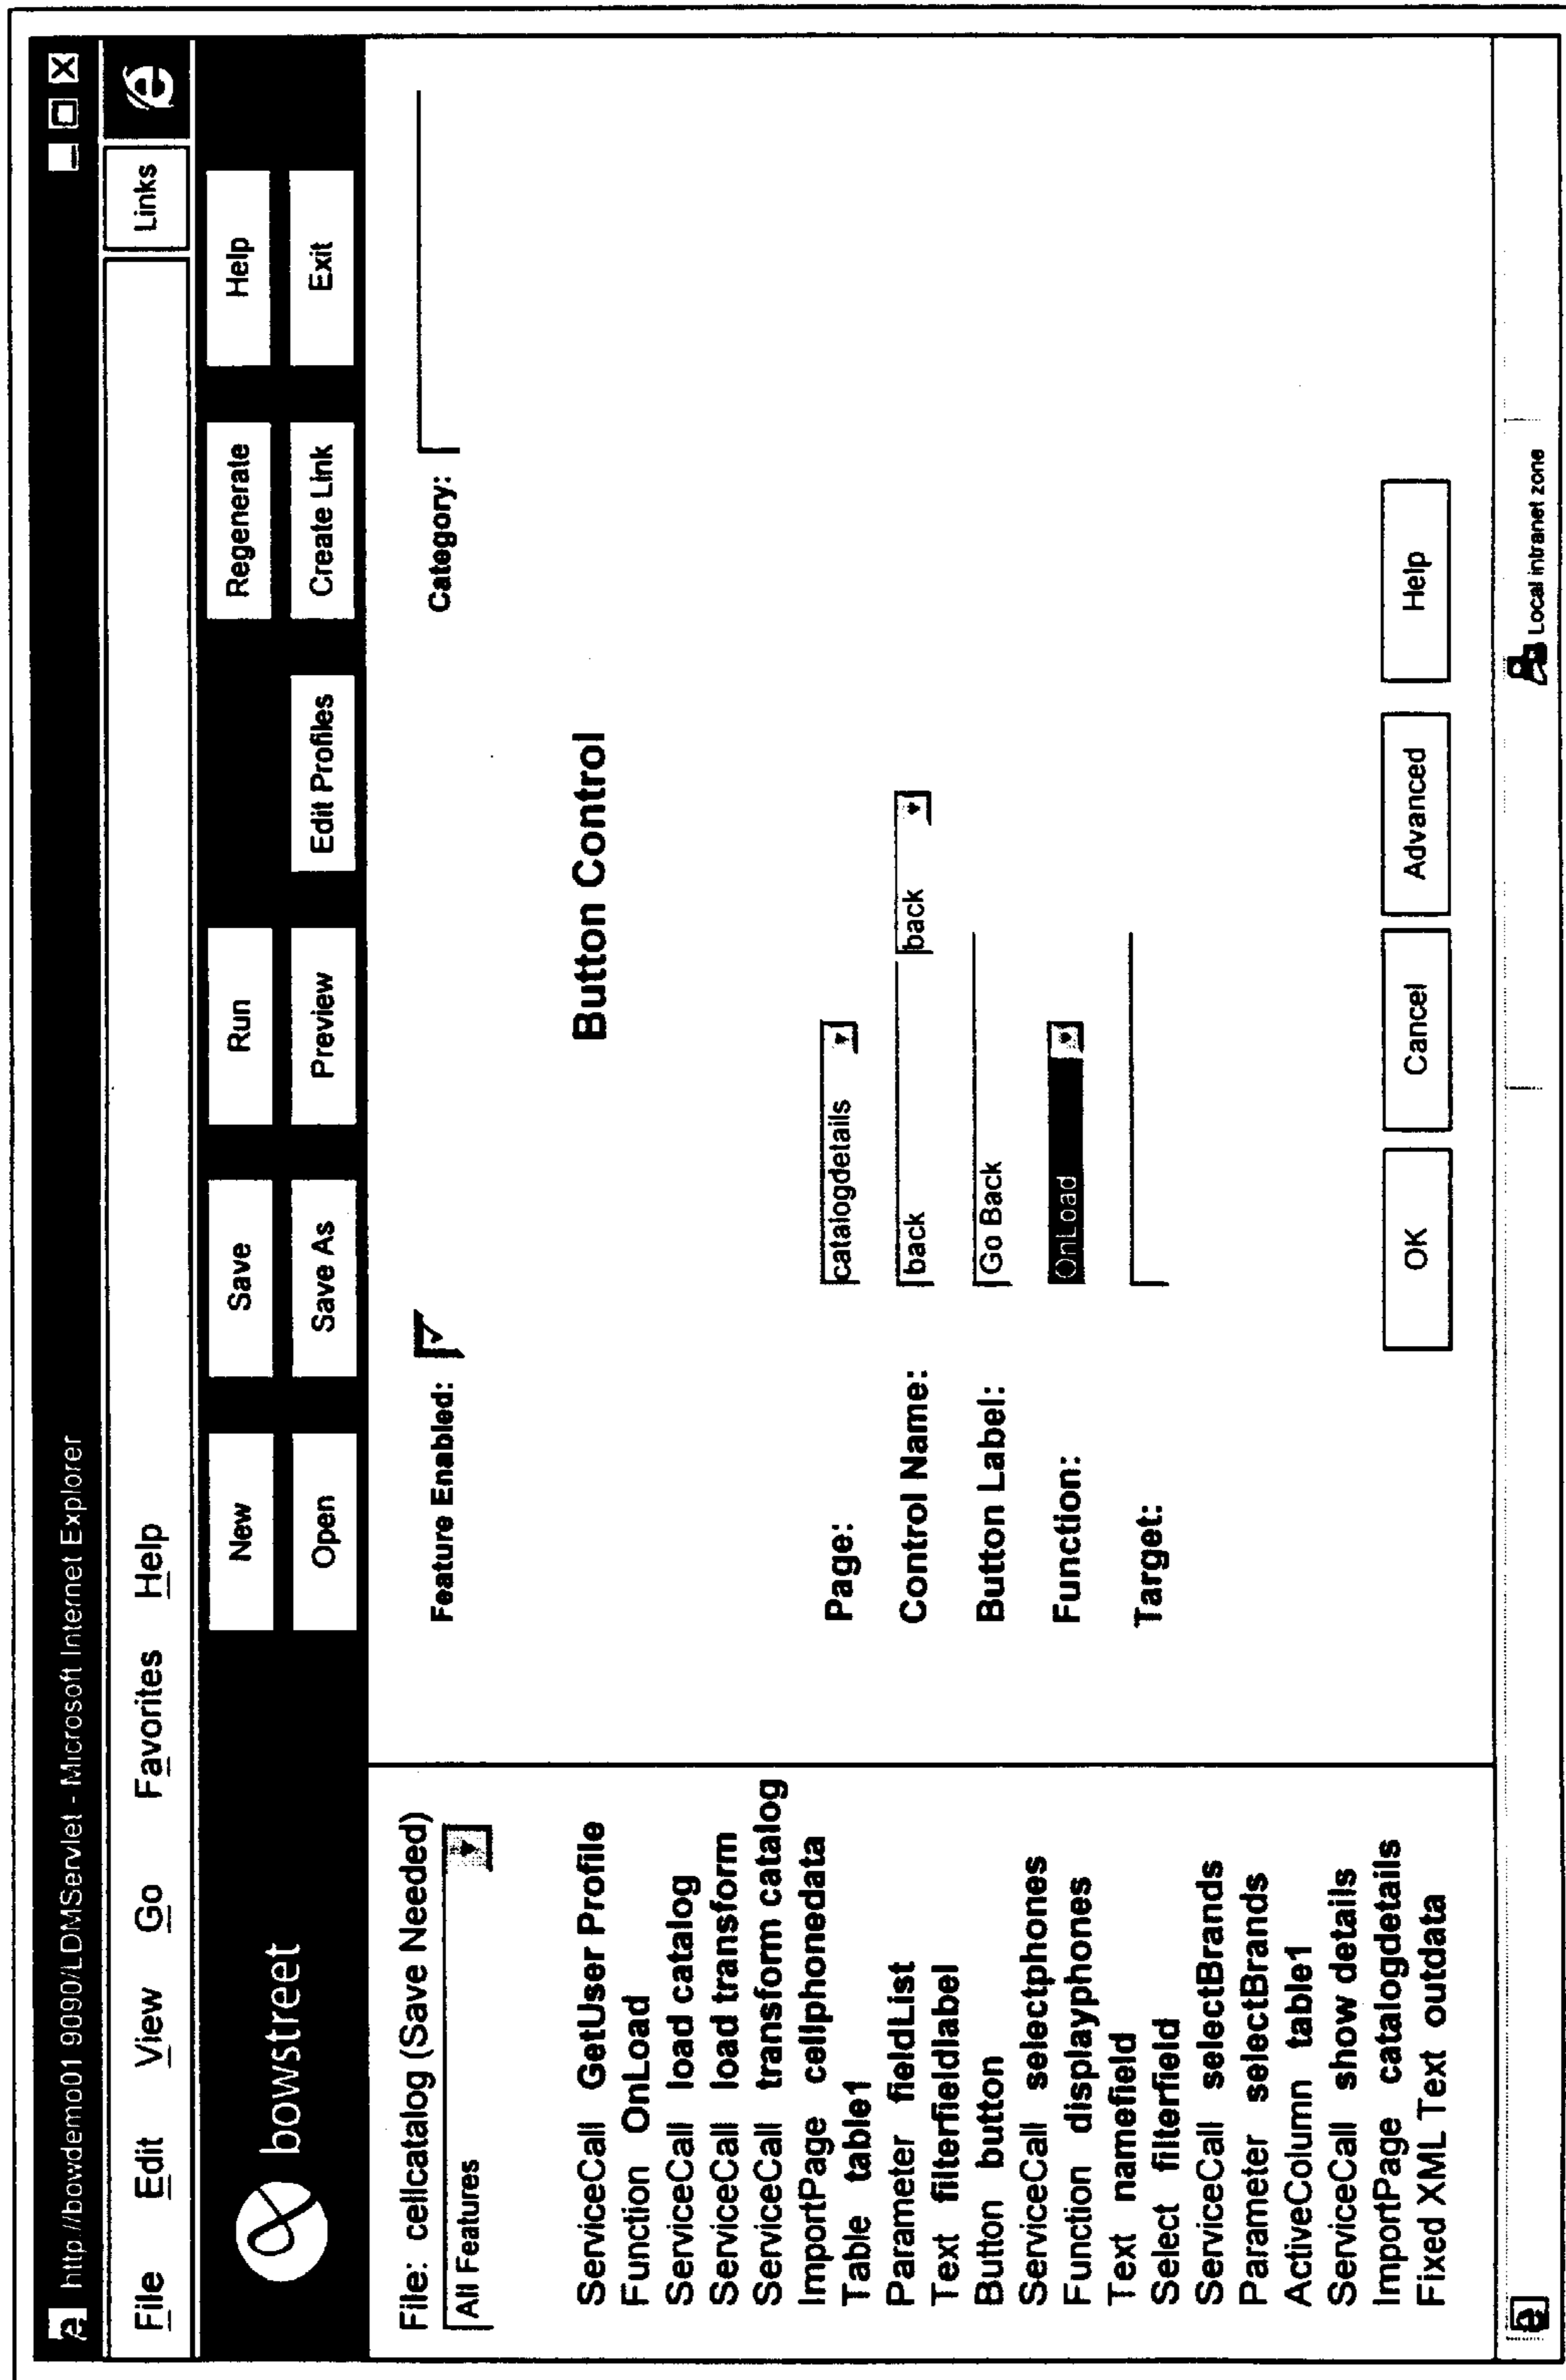 http://bowdemo01 9090/LDMServlet - Microsoft Internet Explorer
File Edit View Go Favorites Help
Links
bowstreet
New Save Run Regenerate Help
Open Save As Preview Edit Profiles Create Link Exit
File: cellcatalog (Save Needed)
All Features
ServiceCall GetUser Profile
Function OnLoad
ServiceCall load catalog
ServiceCall load transform
ServiceCall transform catalog
ImportPage cellphonedata
Table table1
Parameter fieldList
Text filterfieldlabel
Button button
ServiceCall selectphones
Function displayphones
Text namefield
Select filterfield
ServiceCall selectBrands
Parameter selectBrands
ActiveColumn table1
ServiceCall show details
ImportPage catalogdetails
Fixed XML Text outdata
Feature Enabled:
Category:
Button Control
Page: catalogdetails
Control Name: back back
Button Label: Go Back
Function: OnLoad
Target:
OK Cancel Advanced Help
Local intranet zone